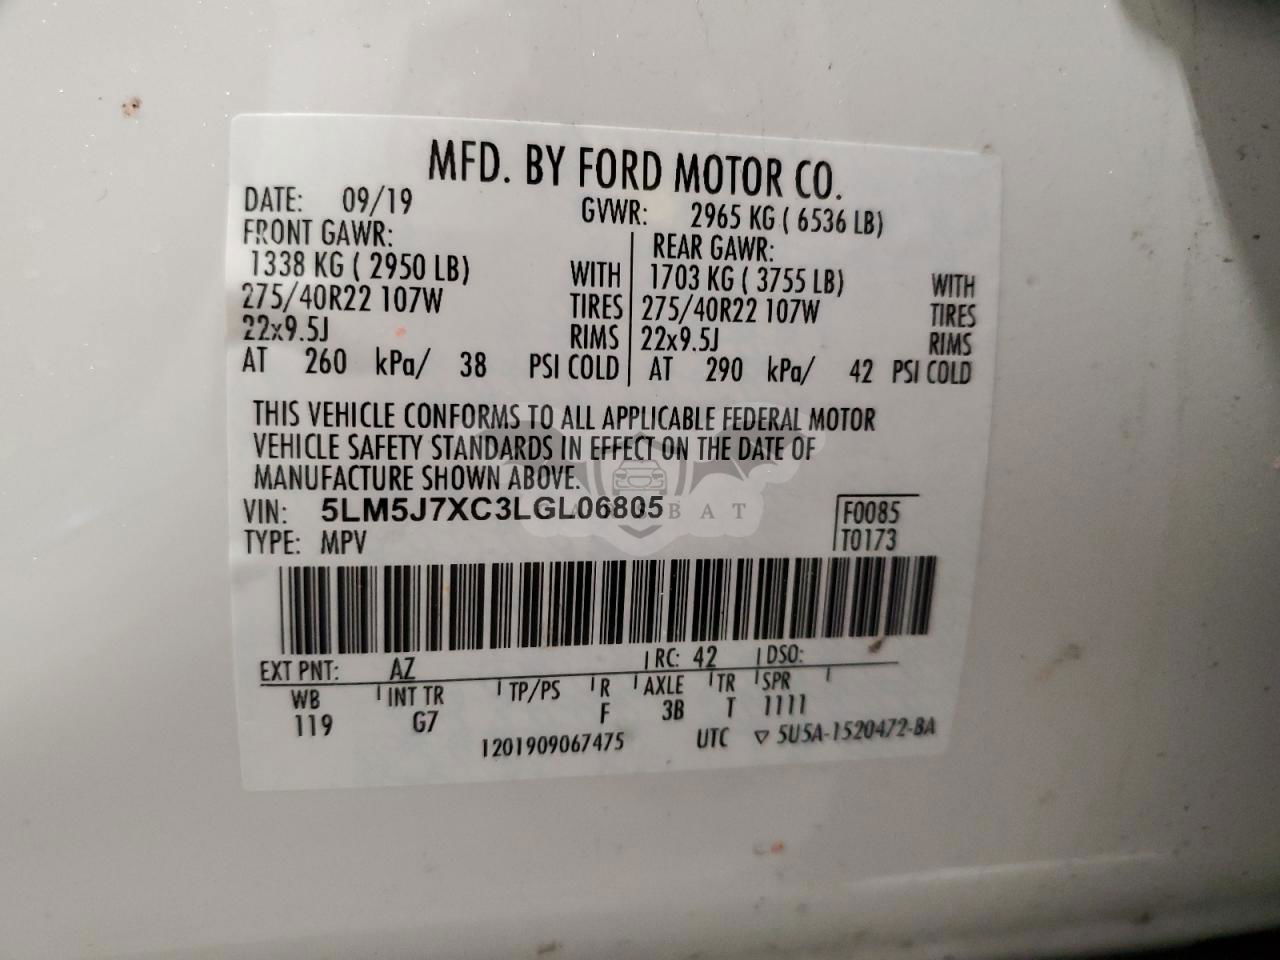 MFD. BY FORD MOTOR CO.
DATE: 09/19
GVWR: 2965 KG ( 6536 LB)
FRONT GAWR:
1338 KG ( 2950 LB) WITH
275/40R22 107W TIRES
22x9.5J RIMS
AT 260 kPa/ 38 PSI COLD
REAR GAWR:
1703 KG ( 3755 LB) WITH
275/40R22 107W TIRES
22x9.5J RIMS
AT 290 kPa/ 42 PSI COLD
THIS VEHICLE CONFORMS TO ALL APPLICABLE FEDERAL MOTOR
VEHICLE SAFETY STANDARDS IN EFFECT ON THE DATE OF
MANUFACTURE SHOWN ABOVE.
VIN: 5LM5J7XC3LGL06805
F0085
TYPE: MPV
T0173
EXT PNT: AZ RC: 42 DSO:
WB INT TR TP/PS R AXLE TR SPR
119 G7 F 3B T 1111
1201909067475 UTC ▽ 5U5A-1520472-BA